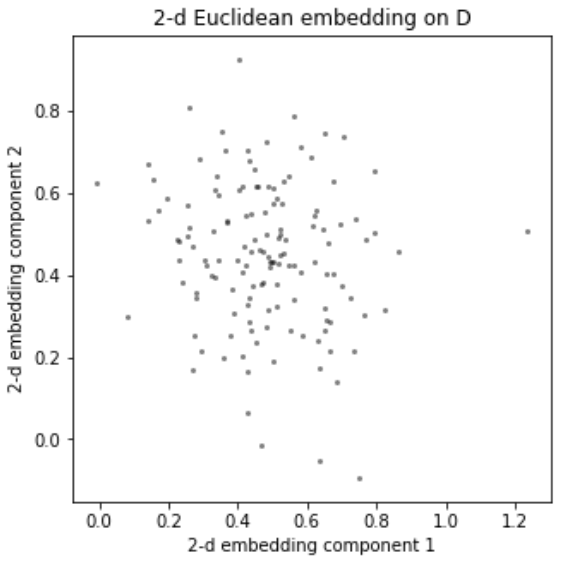 2-d Euclidean embedding on D
2-d embedding component 2
0.8
0.6
0.4
0.2
0.0
0.0 0.2 0.4 0.6 0.8 1.0 1.2
2-d embedding component 1